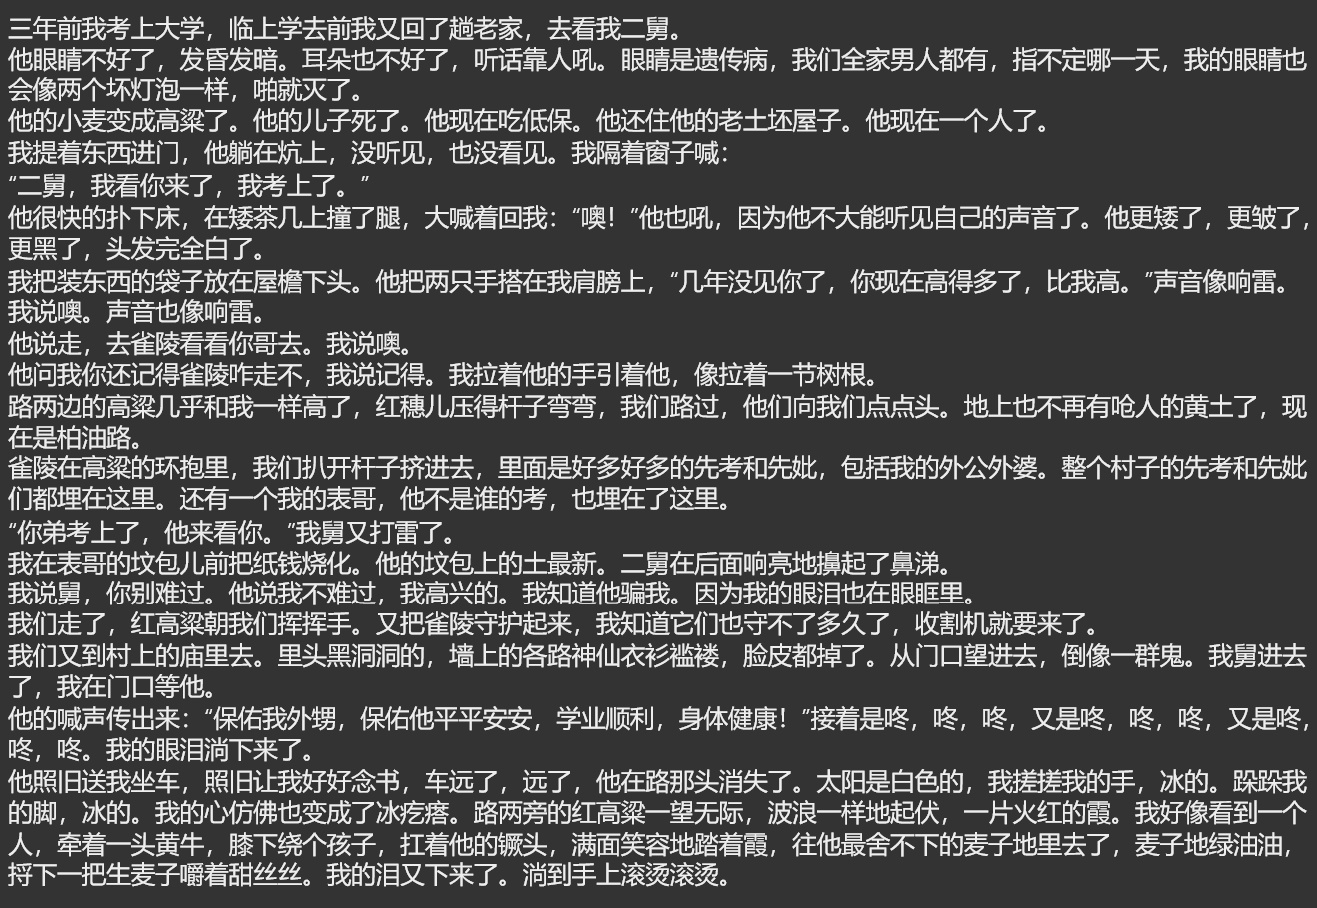 三年前我考上大学，临上学去前我又回了趟老家，去看我二舅。
他眼睛不好了，发昏发暗。耳朵也不好了，听话靠人吼。眼睛是遗传病，我们全家男人都有，指不定哪一天，我的眼睛也
会像两个坏灯泡一样，啪就灭了。
他的小麦变成高粱了。他的儿子死了。他现在吃低保。他还住他的老土坯屋子。他现在一个人了。
我提着东西进门，他躺在炕上，没听见，也没看见。我隔着窗子喊：
“二舅，我看你来了，我考上了。”
他很快的扑下床，在矮茶几上撞了腿，大喊着回我：“噢！”他也吼，因为他不大能听见自己的声音了。他更矮了，更皱了，
更黑了，头发完全白了。
我把装东西的袋子放在屋檐下头。他把两只手搭在我肩膀上，“几年没见你了，你现在高得多了，比我高。”声音像响雷。
我说噢。声音也像响雷。
他说走，去雀陵看看你哥去。我说噢。
他问我你还记得雀陵咋走不，我说记得。我拉着他的手引着他，像拉着一节树根。
路两边的高粱几乎和我一样高了，红穗儿压得杆子弯弯，我们路过，他们向我们点点头。地上也不再有呛人的黄土了，现
在是柏油路。
雀陵在高粱的环抱里，我们扒开杆子挤进去，里面是好多好多的先考和先妣，包括我的外公外婆。整个村子的先考和先妣
们都埋在这里。还有一个我的表哥，他不是谁的考，也埋在了这里。
“你弟考上了，他来看你。”我舅又打雷了。
我在表哥的坟包儿前把纸钱烧化。他的坟包上的土最新。二舅在后面响亮地擤起了鼻涕。
我说舅，你别难过。他说我不难过，我高兴的。我知道他骗我。因为我的眼泪也在眼眶里。
我们走了，红高粱朝我们挥挥手。又把雀陵守护起来，我知道它们也守不了多久了，收割机就要来了。
我们又到村上的庙里去。里头黑洞洞的，墙上的各路神仙衣衫褴褛，脸皮都掉了。从门口望进去，倒像一群鬼。我舅进去
了，我在门口等他。
他的喊声传出来：“保佑我外甥，保佑他平平安安，学业顺利，身体健康！”接着是咚，咚，咚，又是咚，咚，咚，又是咚，
咚，咚。我的眼泪淌下来了。
他照旧送我坐车，照旧让我好好念书，车远了，远了，他在路那头消失了。太阳是白色的，我搓搓我的手，冰的。跺跺我
的脚，冰的。我的心仿佛也变成了冰疙瘩。路两旁的红高粱一望无际，波浪一样地起伏，一片火红的霞。我好像看到一个
人，牵着一头黄牛，膝下绕个孩子，扛着他的镢头，满面笑容地踏着霞，往他最舍不下的麦子地里去了，麦子地绿油油，
捋下一把生麦子嚼着甜丝丝。我的泪又下来了。淌到手上滚烫滚烫。